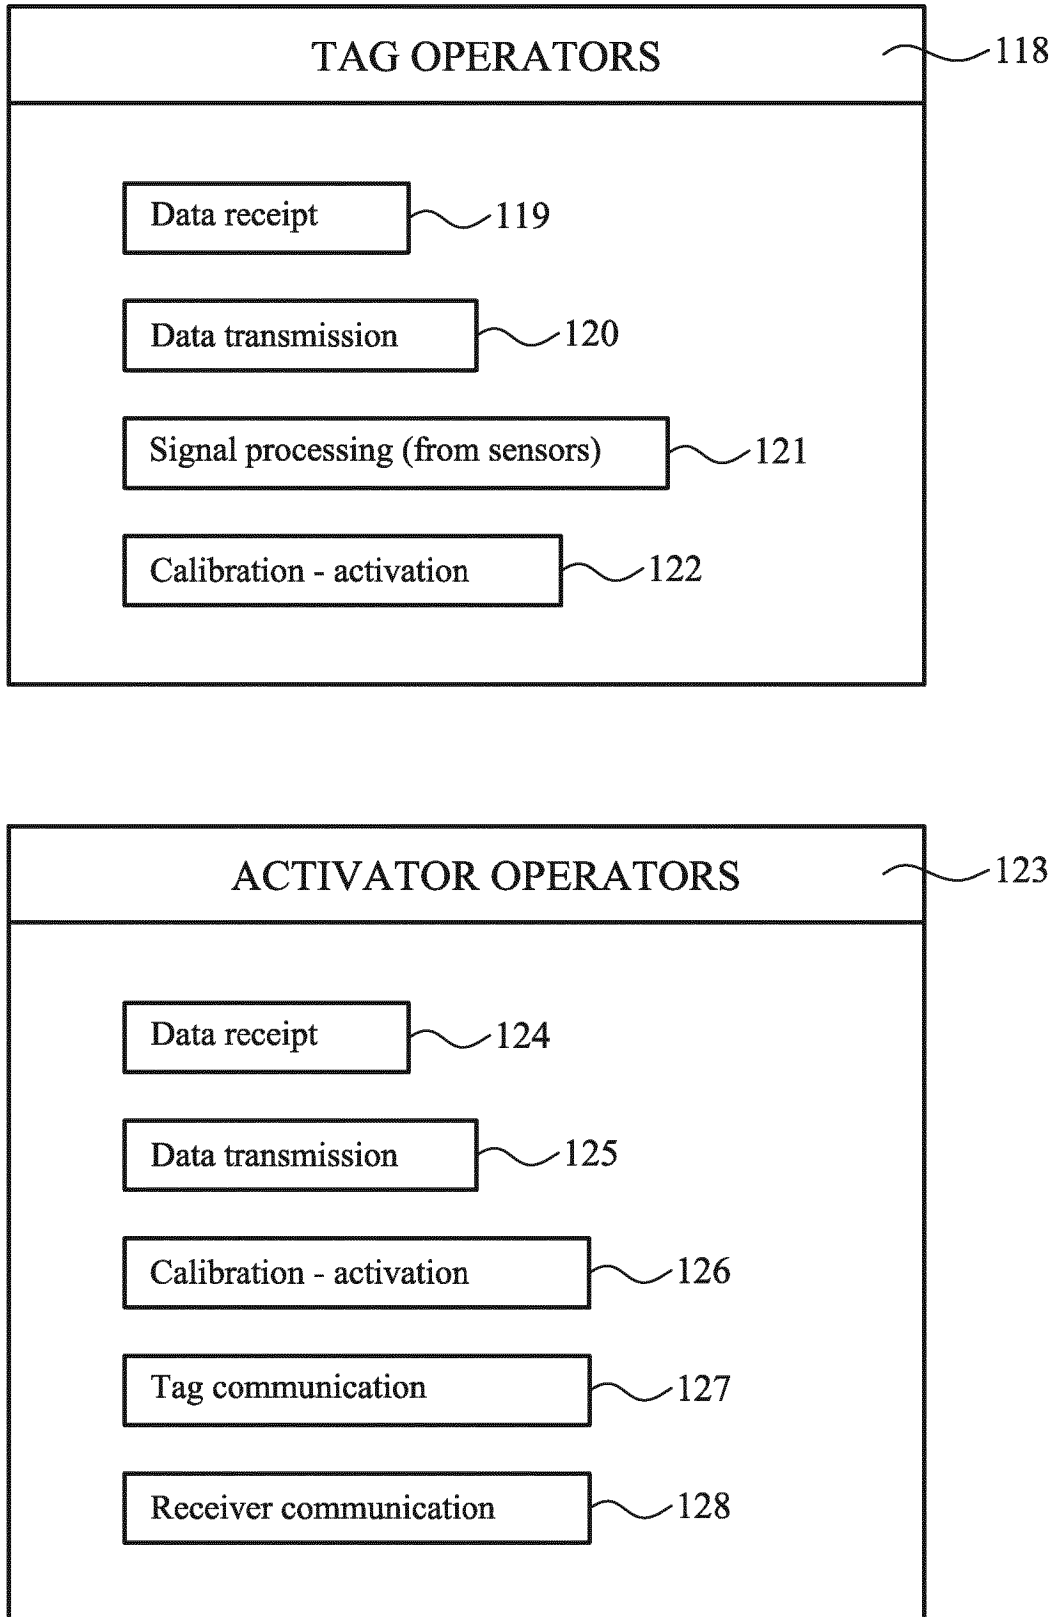 TAG OPERATORS
118
Data receipt
119
Data transmission
120
Signal processing (from sensors)
121
Calibration - activation
122
ACTIVATOR OPERATORS
123
Data receipt
124
Data transmission
125
Calibration - activation
126
Tag communication
127
Receiver communication
128